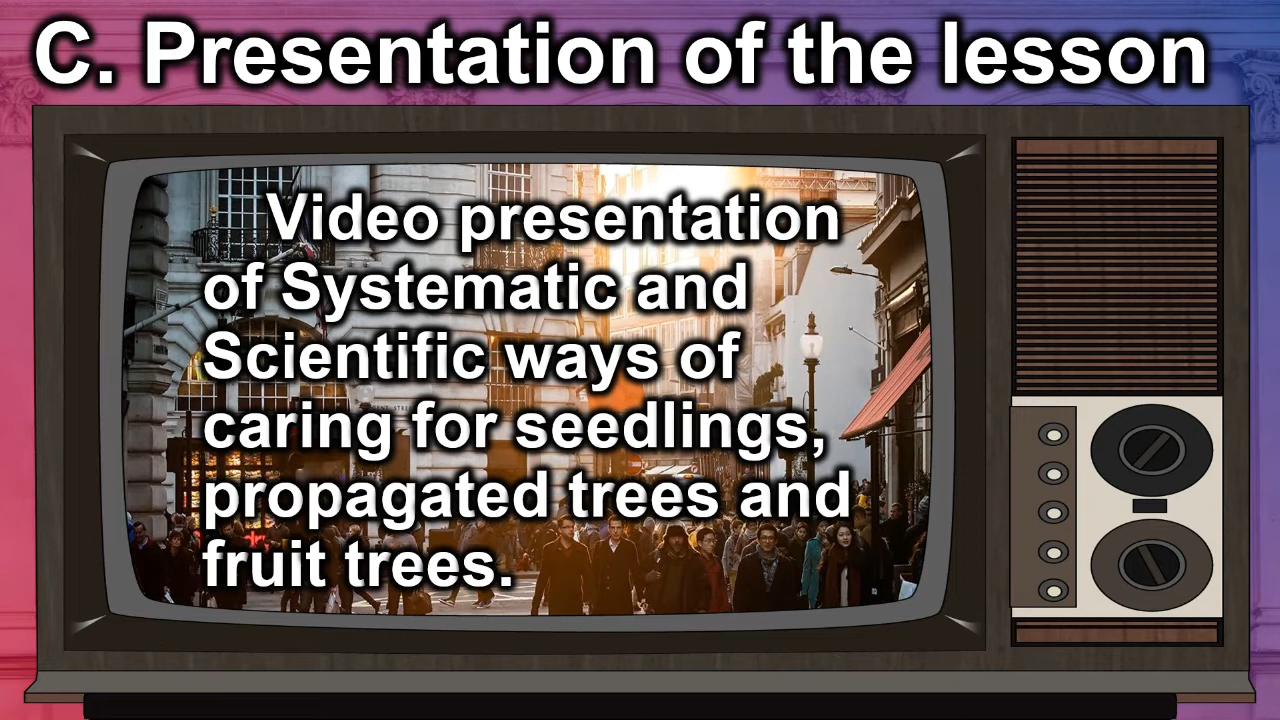 C. Presentation of the lesson
Video presentation
of Systematic and
Scientific ways of
caring for seedlings,
propagated trees and
fruit trees.